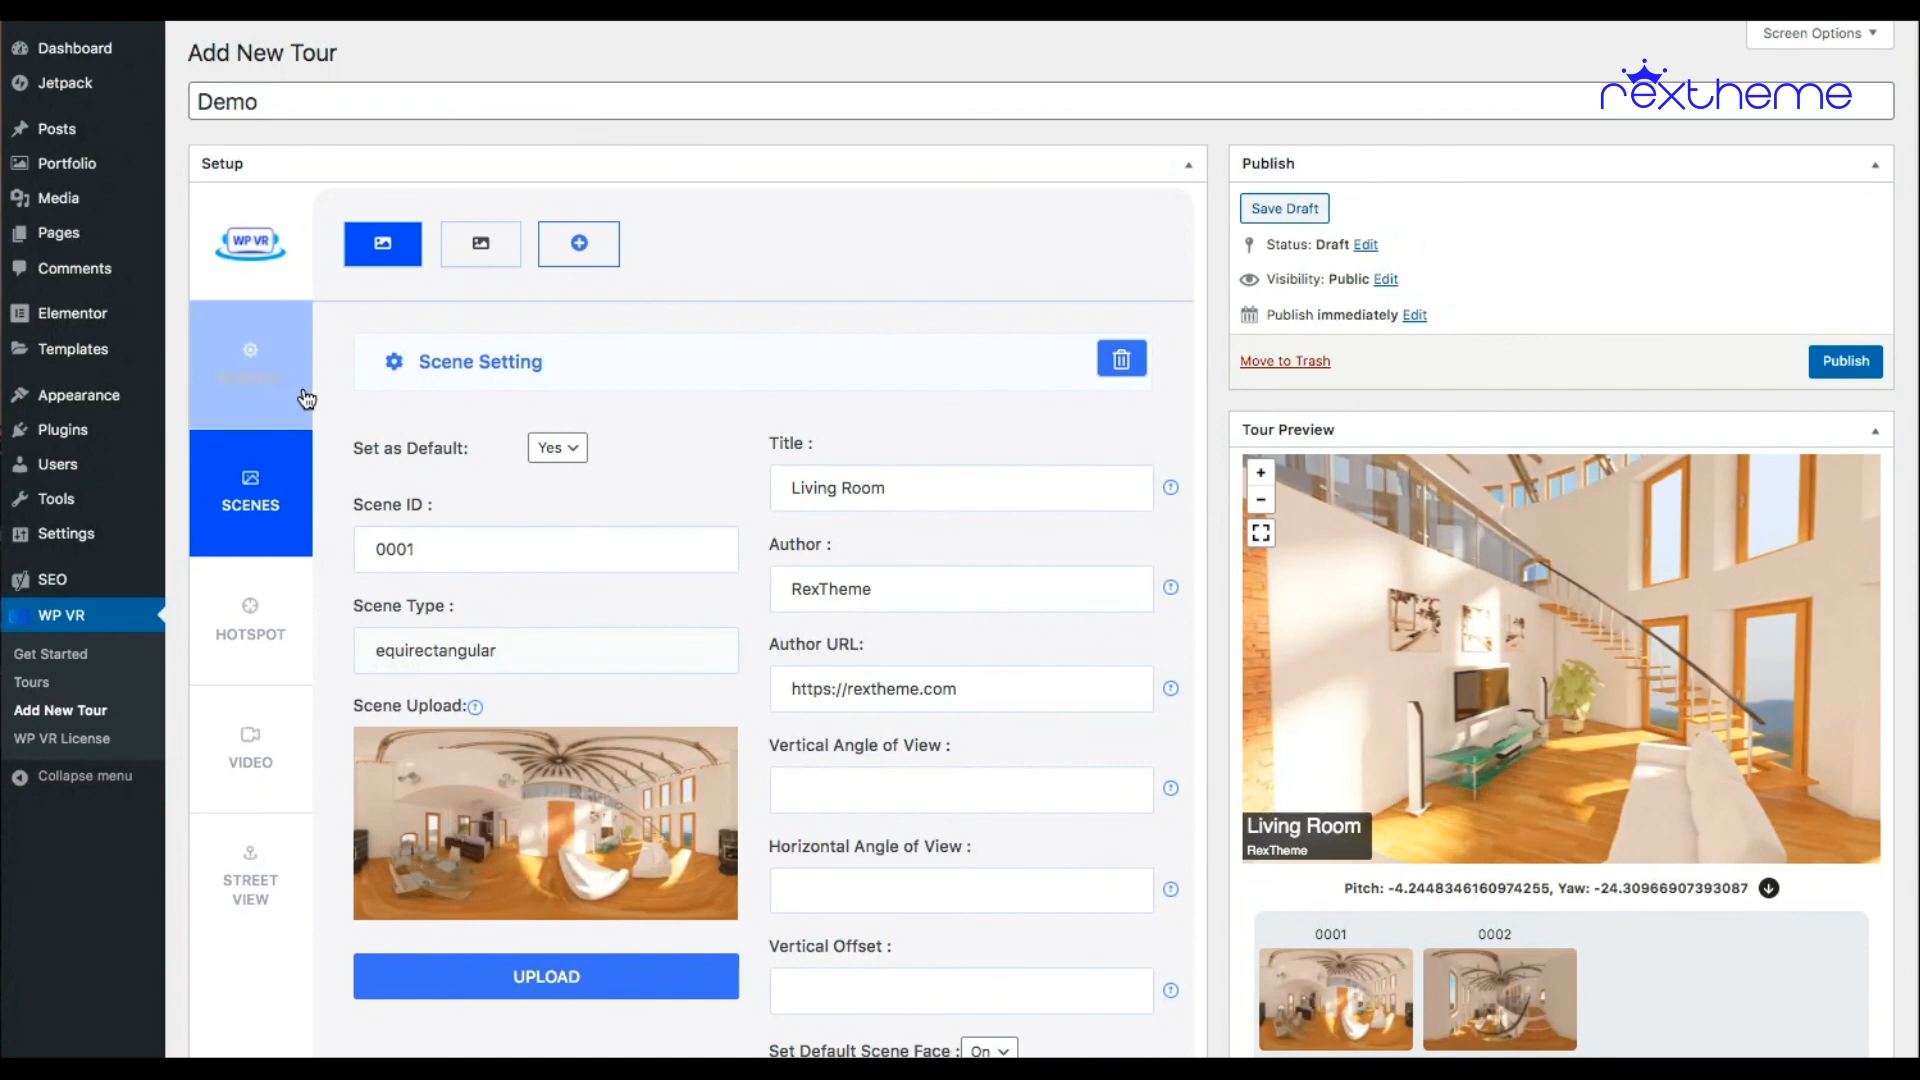 Dashboard
Jetpack
Posts
Portfolio
Media
Pages
Comments
Elementor
Templates
Appearance
Plugins
Users
Tools
Settings
SEO
WP VR
Get Started
Tours
Add New Tour
WP VR License
Collapse menu
Screen Options
Add New Tour
Demo
rextheme
Setup
WP VR
SCENES
HOTSPOT
VIDEO
STREET
VIEW
Scene Setting
Set as Default:
Yes
Scene ID :
0001
Scene Type :
equirectangular
Scene Upload:
UPLOAD
Title :
Living Room
Author :
RexTheme
Author URL:
https://rextheme.com
Vertical Angle of View :
Horizontal Angle of View :
Vertical Offset :
Set Default Scene Face :
On
Publish
Save Draft
Status: Draft Edit
Visibility: Public Edit
Publish immediately Edit
Move to Trash
Publish
Tour Preview
+
-
Living Room
RexTheme
Pitch: -4.2448346160974255, Yaw: -24.30966907393087
0001
0002